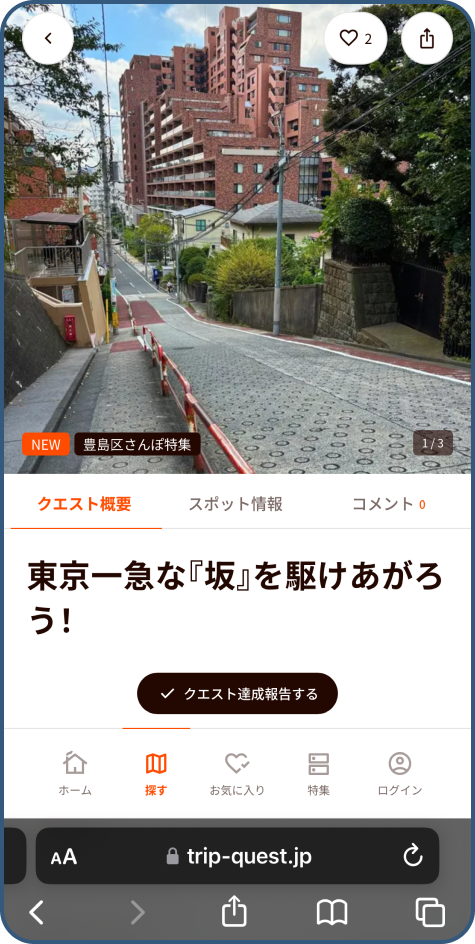 2
NEW 豊島区さんぽ特集 1/3
クエスト概要 スポット情報 コメント 0
東京一急な『坂』を駆けあがろ
う！
クエスト達成報告する
ホーム 探す お気に入り 特集 ログイン
AA trip-quest.jp